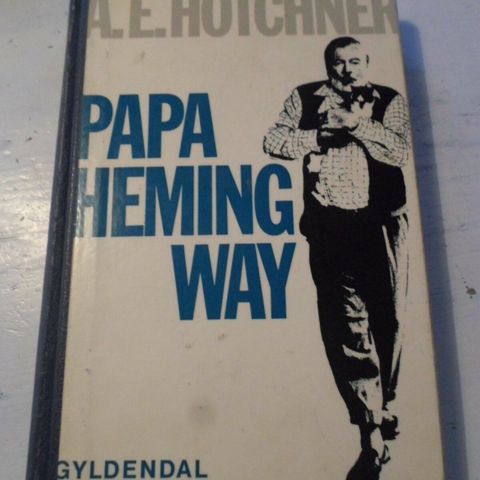 A.E. HOTCHNER
PAPA
HEMING
WAY
GYLDENDAL